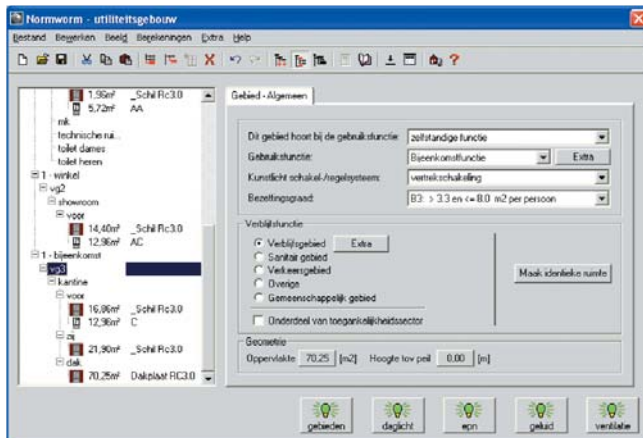 Normworm - utiliteitsgebouw
Bestand Bewerken Beeld Berekeningen Extra Help
1,96m² _Schil Rc3.0
5,72m² AA
mk
technische rui...
toilet dames
toilet heren
1 - winkel
vg2
showroom
voor
14,40m² _Schil Rc3.0
12,96m² AC
1 - bijeenkomst
vg3
kantine
voor
16,86m² _Schil Rc3.0
12,96m² C
zij
21,90m² _Schil Rc3.0
dak
70,25m² Dakplaat RC3.0
Gebied - Algemeen
Dit gebied hoort bij de gebruiksfunctie: zelfstandige functie
Gebruiksfunctie: Bijeenkomstfunctie Extra
Kunstlicht schakel-/regelsysteem: vertrekschakeling
Bezettingsgraad: B3: > 3.3 en <= 8.0 m2 per persoon
Verblijfsfunctie
Verblijfsgebied Extra
Sanitair gebied
Verkeersgebied
Overige
Gemeenschappelijk gebied
Maak identieke ruimte
Onderdeel van toegankelijkheidssector
Geometrie
Oppervlakte 70,25 [m2] Hoogte tov peil 0,00 [m]
gebieden daglicht epn geluid ventilatie